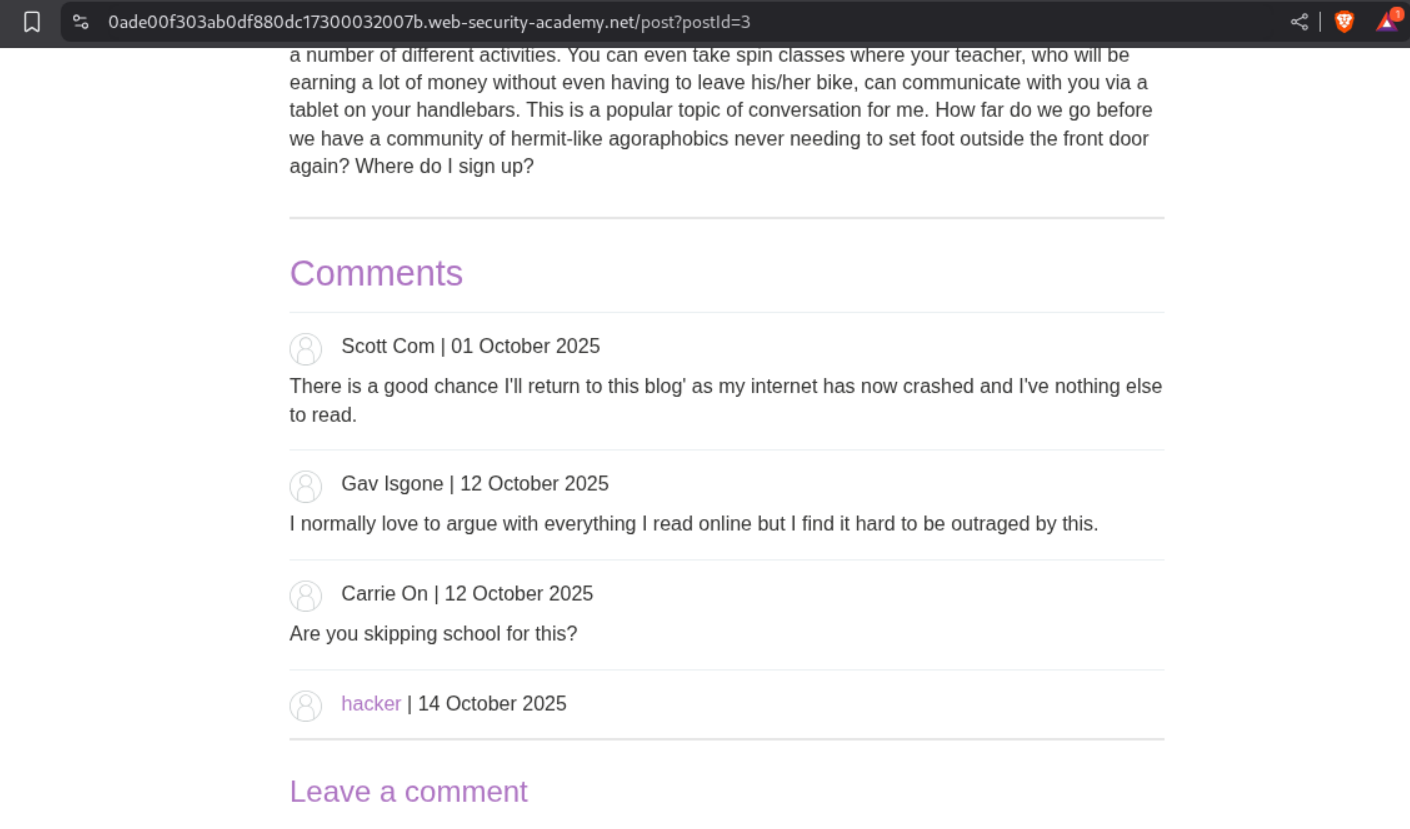 0ade00f303ab0df880dc17300032007b.web-security-academy.net/post?postId=3
1
a number of different activities. You can even take spin classes where your teacher, who will be
earning a lot of money without even having to leave his/her bike, can communicate with you via a
tablet on your handlebars. This is a popular topic of conversation for me. How far do we go before
we have a community of hermit-like agoraphobics never needing to set foot outside the front door
again? Where do I sign up?
Comments
Scott Com | 01 October 2025
There is a good chance I'll return to this blog' as my internet has now crashed and I've nothing else
to read.
Gav Isgone | 12 October 2025
I normally love to argue with everything I read online but I find it hard to be outraged by this.
Carrie On | 12 October 2025
Are you skipping school for this?
hacker | 14 October 2025
Leave a comment